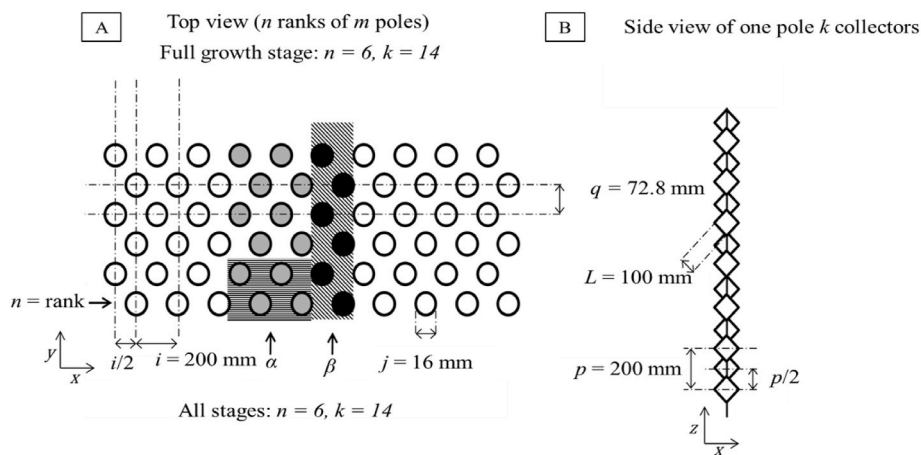 A
Top view (n ranks of m poles)
Full growth stage: n = 6, k = 14
n = rank
y
x
i/2
i = 200 mm
α
β
j = 16 mm
All stages: n = 6, k = 14
B
Side view of one pole k collectors
q = 72.8 mm
L = 100 mm
p = 200 mm
p/2
z
x